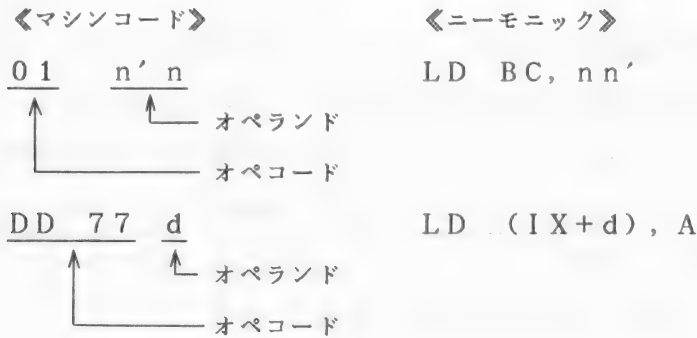 《マシンコード》 《ニーモニック》
01 n′n LD BC, nn′
オペランド
オペコード
DD 77 d LD (IX+d), A
オペランド
オペコード